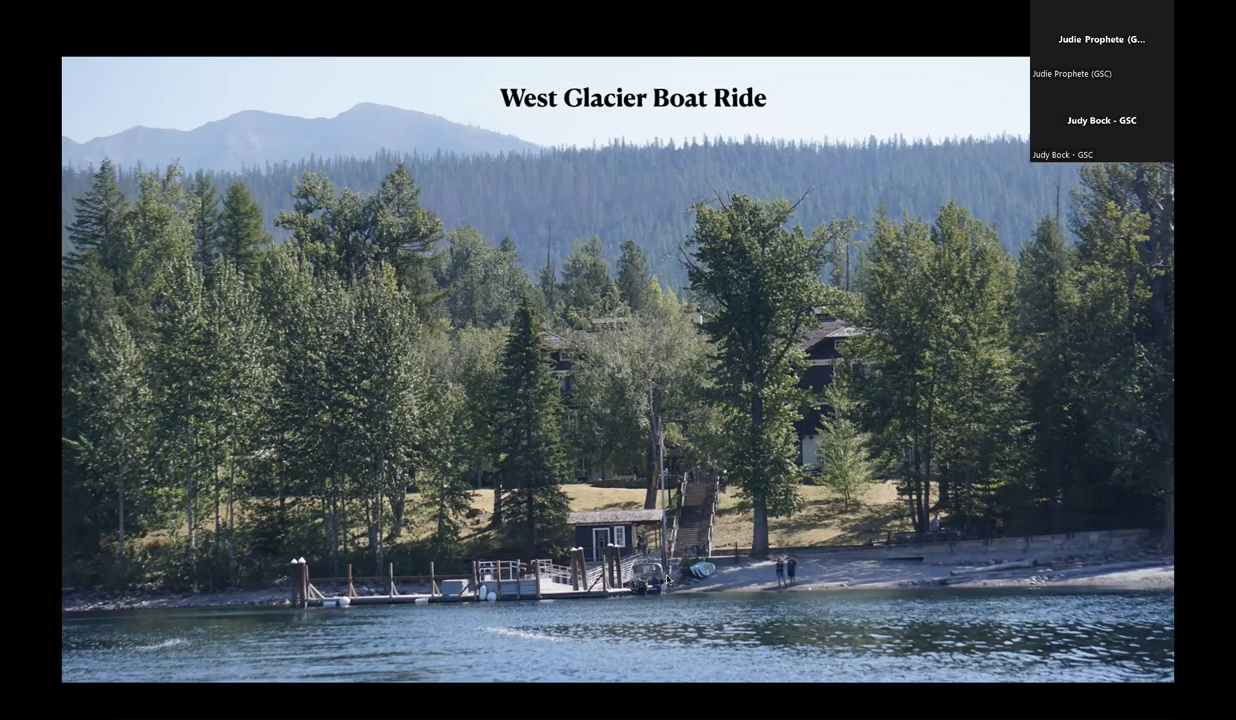 West Glacier Boat Ride
Judie Prophete (G...
Judie Prophete (GSC)
Judy Bock - GSC
Judy Bock - GSC